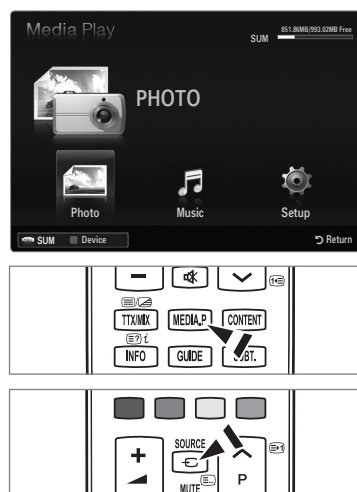 Media Play
SUM
851.86MB/993.02MB Free
PHOTO
Photo Music Setup
SUM Device Return
TTX/MIX MEDIA.P CONTENT
INFO GUIDE
SOURCE
MUTE
P